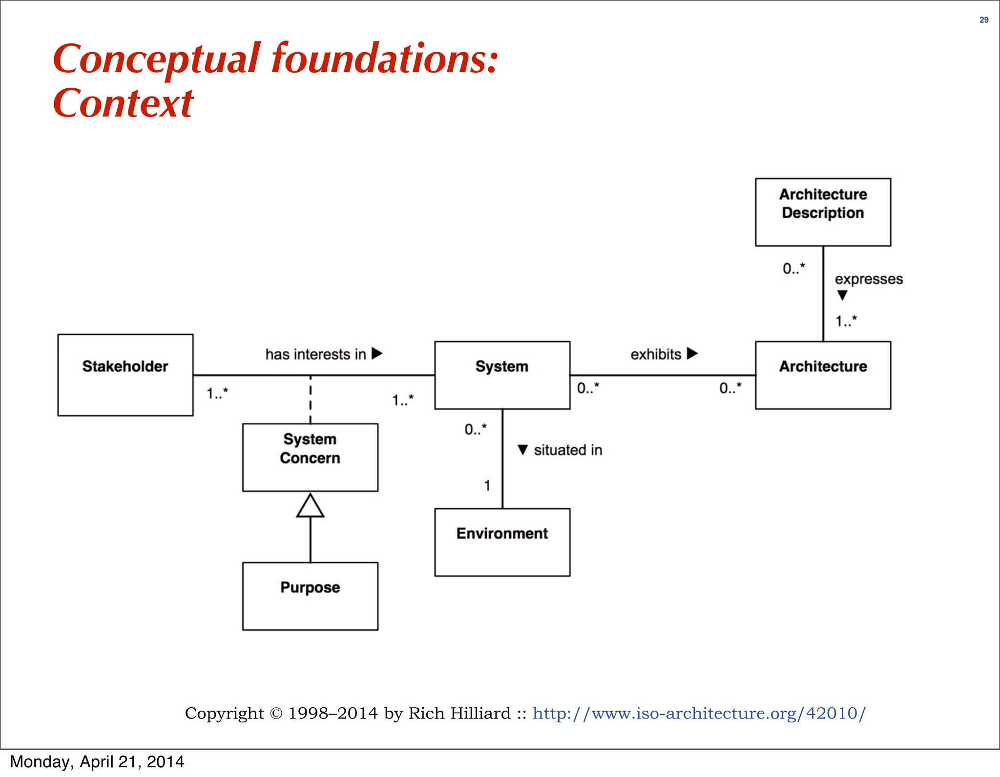 29
Conceptual foundations:
Context
Architecture
Description
0..*
expresses
▼
1..*
Stakeholder
has interests in ▶
System
exhibits ▶
Architecture
1..*
1..*
0..*
0..*
System
Concern
0..*
▼ situated in
1
Environment
Purpose
Copyright © 1998–2014 by Rich Hilliard :: http://www.iso-architecture.org/42010/
Monday, April 21, 2014